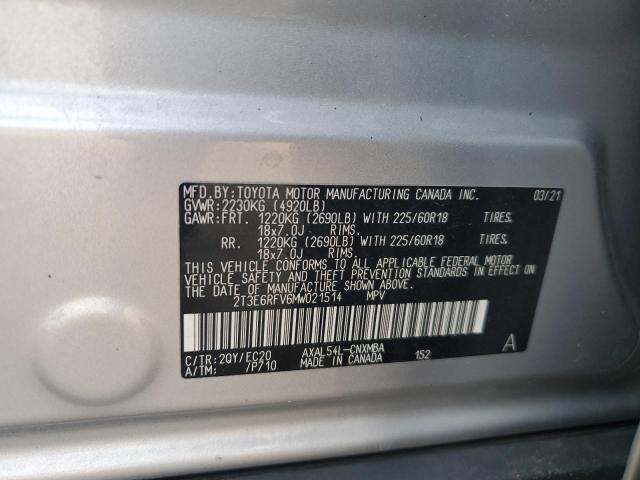 MFD.BY:TOYOTA MOTOR MANUFACTURING CANADA INC. 03/21
GVWR:2230KG (4920LB)
GAWR:FRT. 1220KG (2690LB) WITH 225/60R18 TIRES.
18x7.0J RIMS.
RR. 1220KG (2690LB) WITH 225/60R18 TIRES.
18x7.0J RIMS.
THIS VEHICLE CONFORMS TO ALL APPLICABLE FEDERAL MOTOR
VEHICLE SAFETY AND THEFT PREVENTION STANDARDS IN EFFECT
ON THE DATE OF MANUFACTURE SHOWN ABOVE.
2T3E6RFV6MW021514 MPV
C/TR:2QY/EC20 AXAL54L-CNXMBA 152 A
A/TM: /P710 MADE IN CANADA